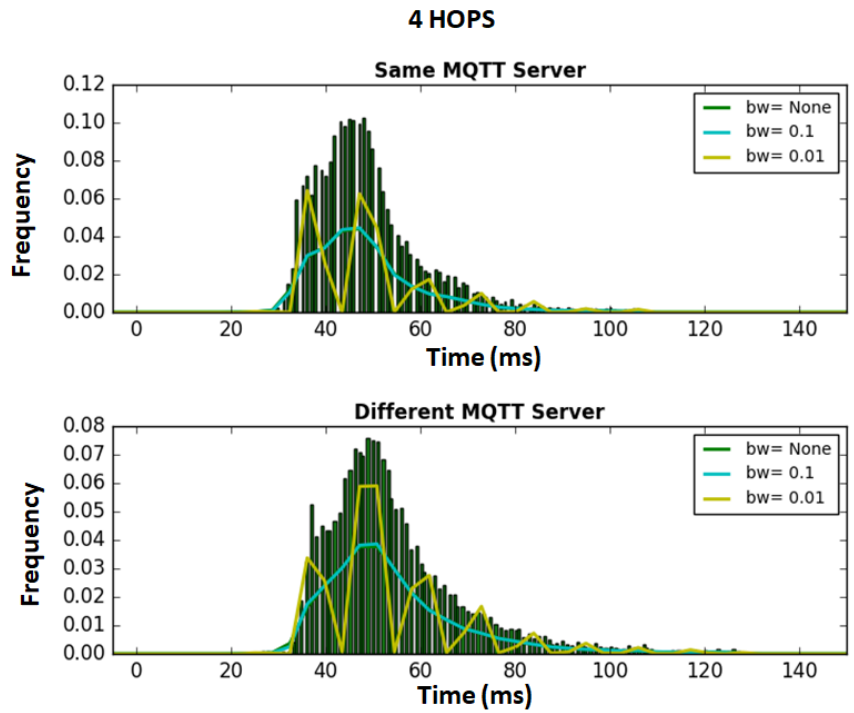 4 HOPS
Same MQTT Server
0.12
0.10
0.08
0.06
0.04
0.02
0.00
Frequency
bw= None
bw= 0.1
bw= 0.01
0 20 40 60 80 100 120 140
Time (ms)
Different MQTT Server
0.08
0.07
0.06
0.05
0.04
0.03
0.02
0.01
0.00
Frequency
bw= None
bw= 0.1
bw= 0.01
0 20 40 60 80 100 120 140
Time (ms)